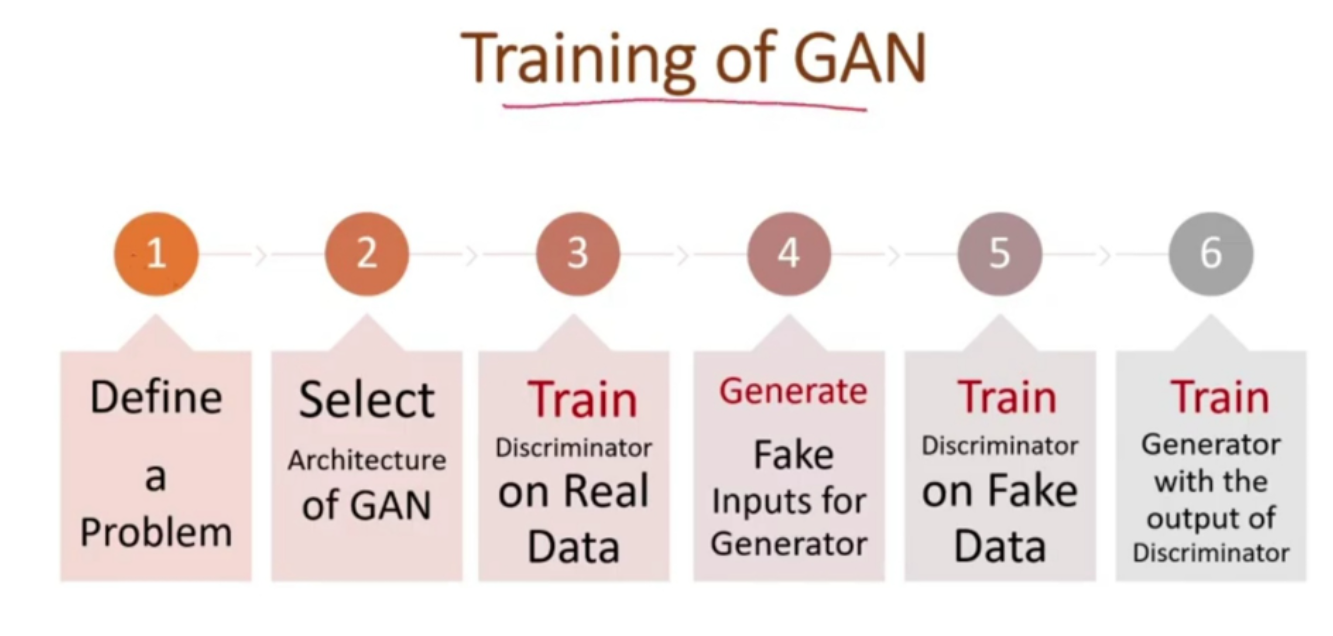 Training of GAN
1
2
3
4
5
6
Define
a
Problem
Select
Architecture
of GAN
Train
Discriminator
on Real
Data
Generate
Fake
Inputs for
Generator
Train
Discriminator
on Fake
Data
Train
Generator
with the
output of
Discriminator